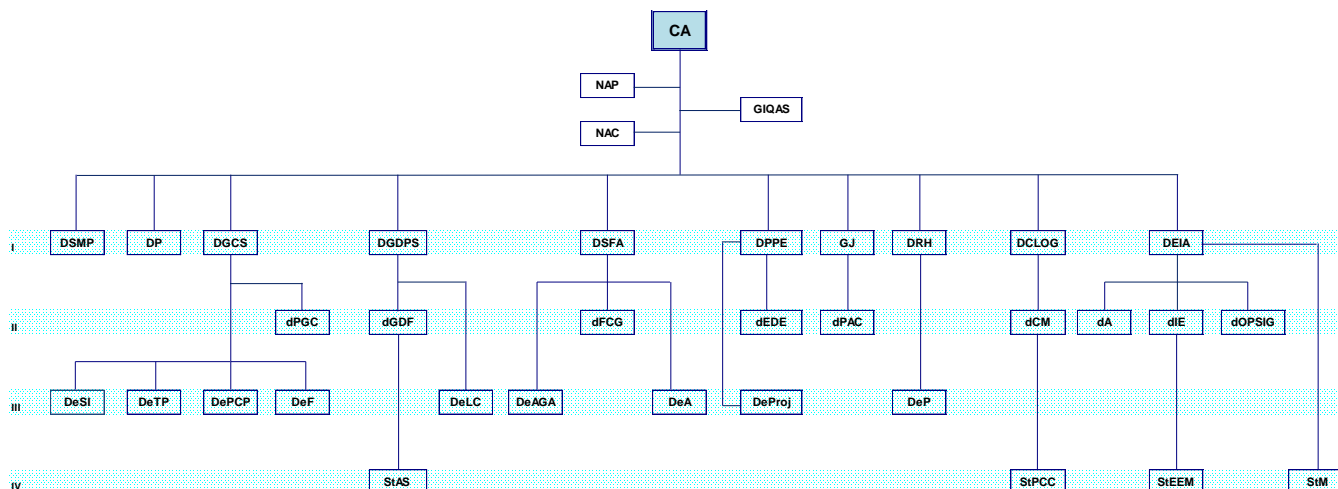 CA
NAP
GIQAS
NAC
I DSMP DP DGCS DGDPS DSFA DPPE GJ DRH DCLOG DEIA
II dPGC dGDF dFCG dEDE dPAC dCM dA dIE dOPSIG
III DeSI DeTP DePCP DeF DeLC DeAGA DeA DeProj DeP
IV StAS StPCC StEEM StM